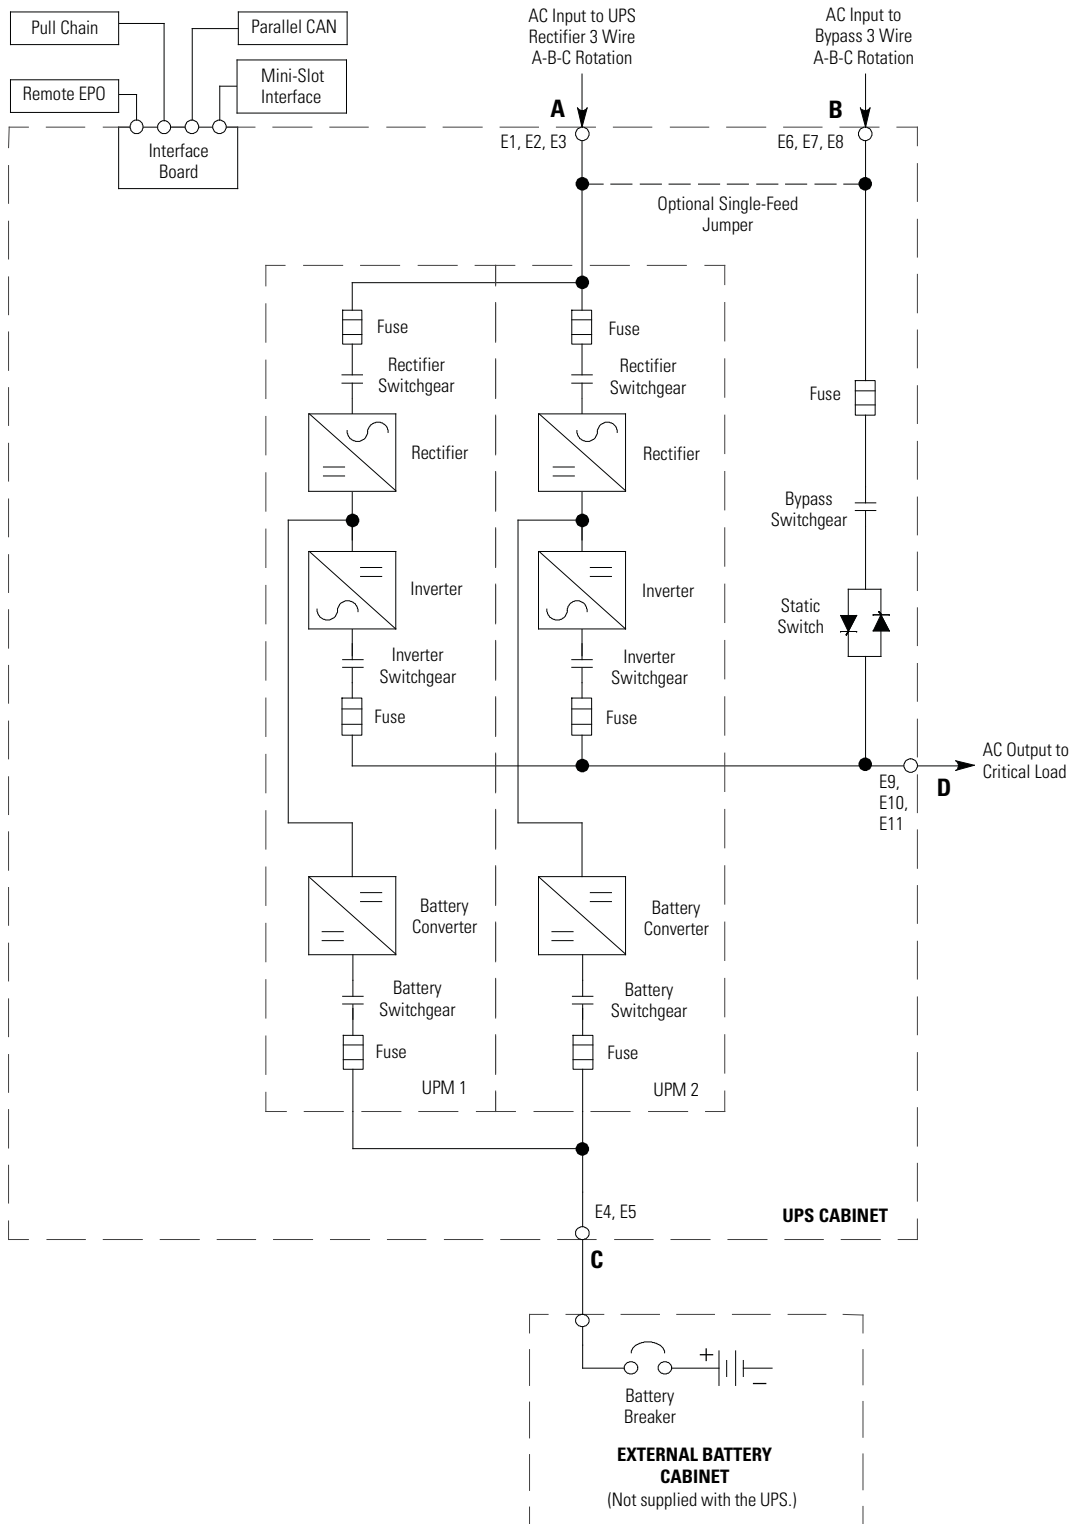 Pull Chain
Parallel CAN
Remote EPO
Mini-Slot
Interface
Interface
Board
AC Input to UPS
Rectifier 3 Wire
A-B-C Rotation
AC Input to
Bypass 3 Wire
A-B-C Rotation
A
B
E1, E2, E3
E6, E7, E8
Optional Single-Feed
Jumper
Fuse
Fuse
Rectifier
Switchgear
Rectifier
Switchgear
Fuse
Rectifier
Rectifier
Bypass
Switchgear
Inverter
Inverter
Static
Switch
Inverter
Switchgear
Inverter
Switchgear
Fuse
Fuse
AC Output to
Critical Load
D
E9,
E10,
E11
Battery
Converter
Battery
Converter
Battery
Switchgear
Battery
Switchgear
Fuse
Fuse
UPM 1
UPM 2
E4, E5
UPS CABINET
C
+
−
Battery
Breaker
EXTERNAL BATTERY
CABINET
(Not supplied with the UPS.)